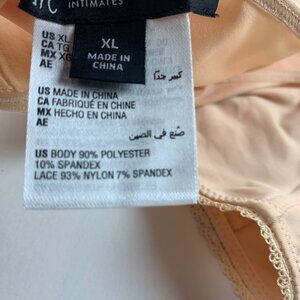 INTIMATES
XL
MADE IN
CHINA
US XL
CA TG
MX XG
AE كبير جدًا
US MADE IN CHINA
CA FABRIQUÉ EN CHINE
MX HECHO EN CHINA
AE
صنع في الصين
US BODY 90% POLYESTER
10% SPANDEX
LACE 93% NYLON 7% SPANDEX